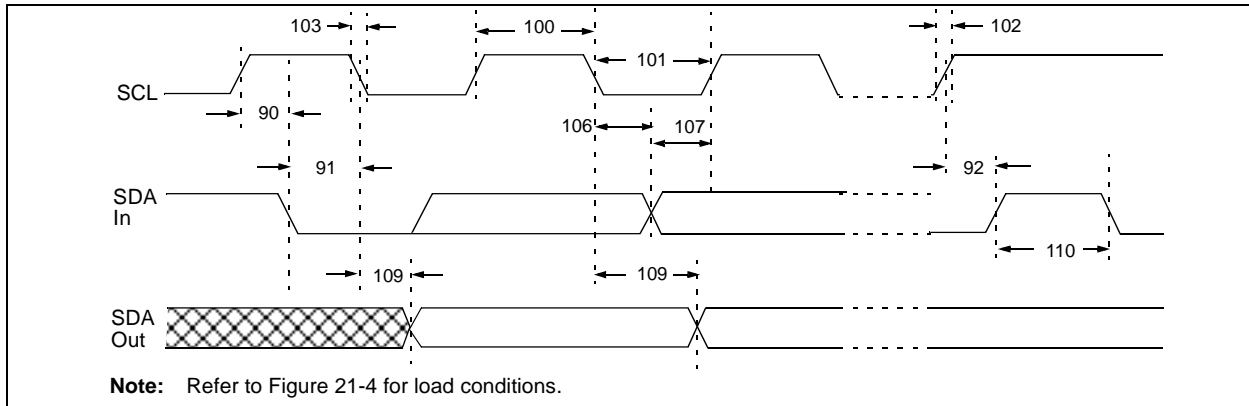 103
100
102
101
SCL
90
106
107
91
92
SDA
In
110
109
109
SDA
Out
Note: Refer to Figure 21-4 for load conditions.